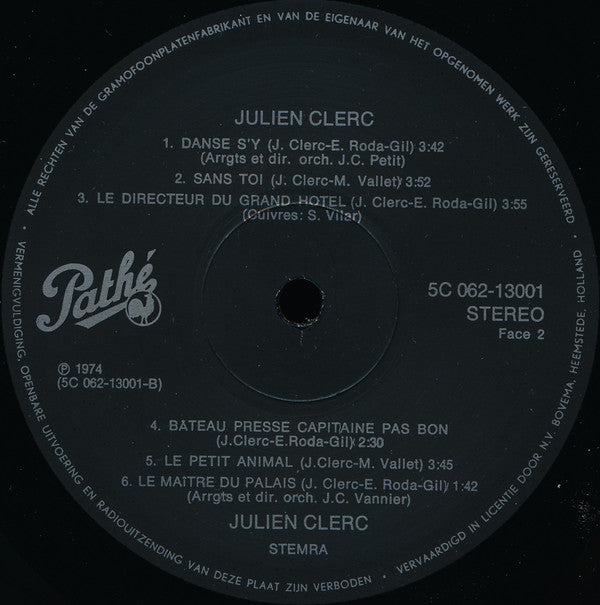 ALLE RECHTEN VAN DE GRAMOFOONPLATENFABRIKANT EN VAN DE EIGENAAR VAN HET OPGENOMEN WERK ZIJN GERESERVEERD •
JULIEN CLERC
1. DANSE S'Y (J. Clerc-E. Roda-Gil) 3:42
(Arrgts et dir. orch. J.C. Petit)
2. SANS TOI (J. Clerc-M. Vallet) 3:52
3. LE DIRECTEUR DU GRAND HOTEL (J. Clerc-E. Roda-Gil) 3:55
(Cuivres: S. Vilar)
Pathé
5C 062-13001
STEREO
Face 2
℗ 1974
(5C 062-13001-B)
4. BATEAU PRESSE CAPITAINE PAS BON
(J.Clerc-E.Roda-Gil) 2:30
5. LE PETIT ANIMAL (J.Clerc-M. Vallet) 3:45
6. LE MAITRE DU PALAIS (J. Clerc-E. Roda-Gil) 1:42
(Arrgts et dir. orch. J.C. Vannier)
JULIEN CLERC
STEMRA
• VERMENIGVULDIGING, OPENBARE UITVOERING EN RADIOUITZENDING VAN DEZE PLAAT ZIJN VERBODEN •
VERVAARDIGD IN LICENTIE DOOR N.V. BOVEMA, HEEMSTEDE, HOLLAND